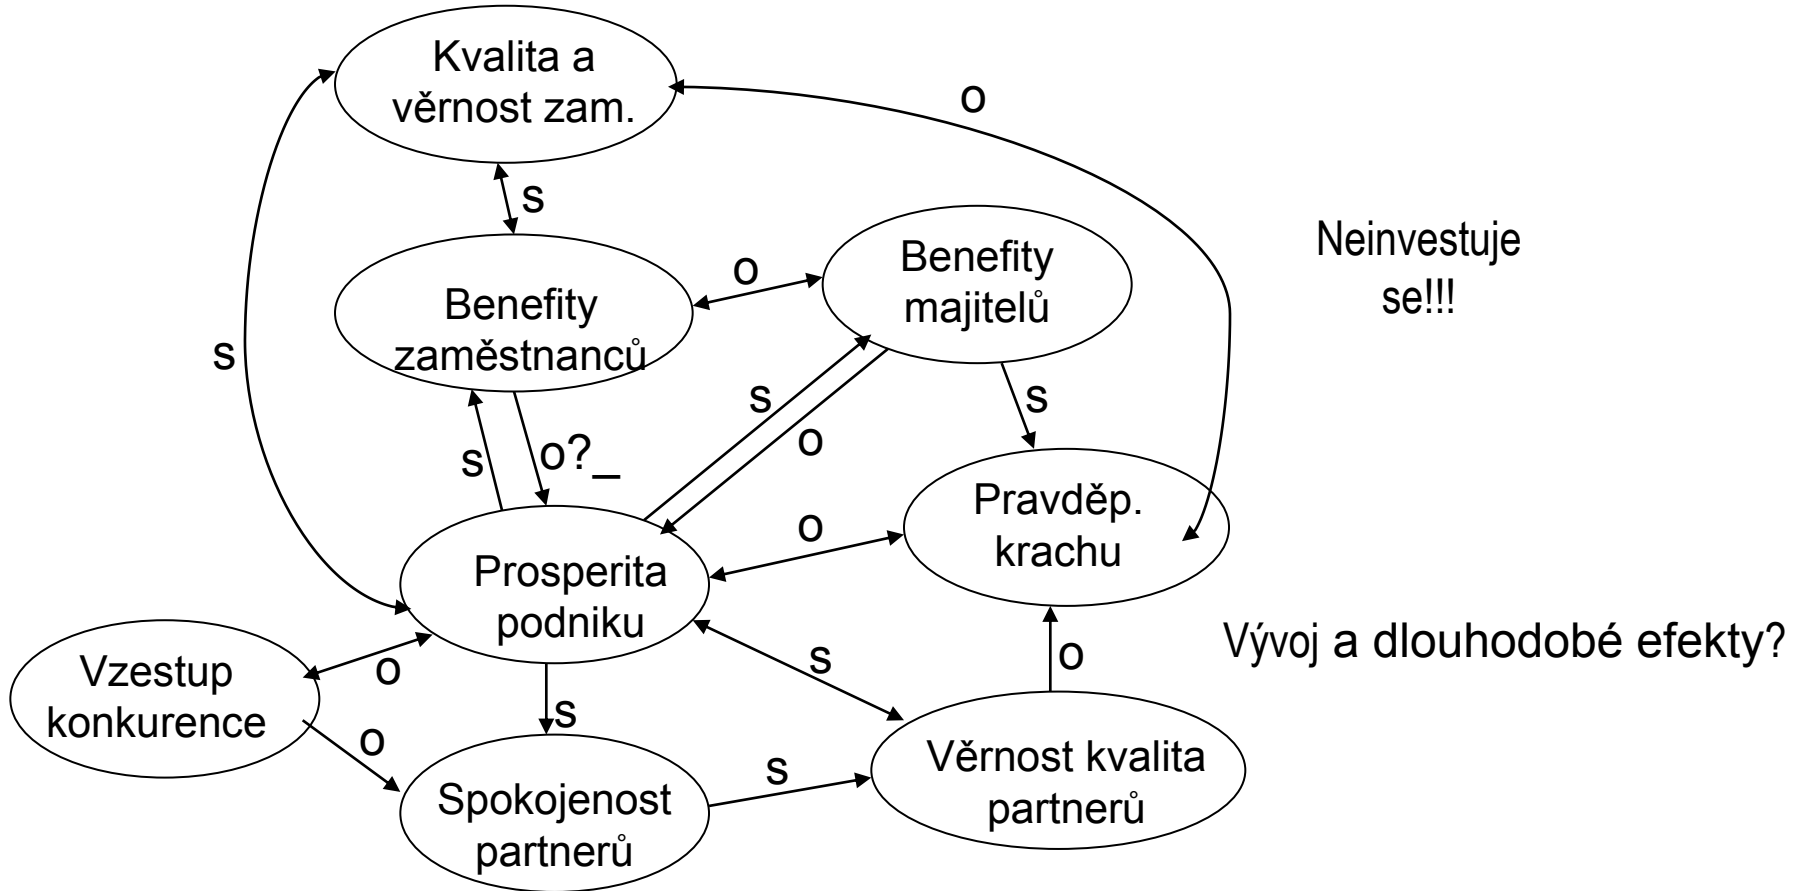 Kvalita a
věrnost zam.
o
s
Benefity
majitelů
Neinvestuje
se!!!
o
Benefity
zaměstnanců
s
s
s
o
s
o?_
Pravděp.
krachu
o
Prosperita
podniku
Vývoj a dlouhodobé efekty?
s
o
Vzestup
konkurence
o
s
o
s
Věrnost kvalita
partnerů
Spokojenost
partnerů